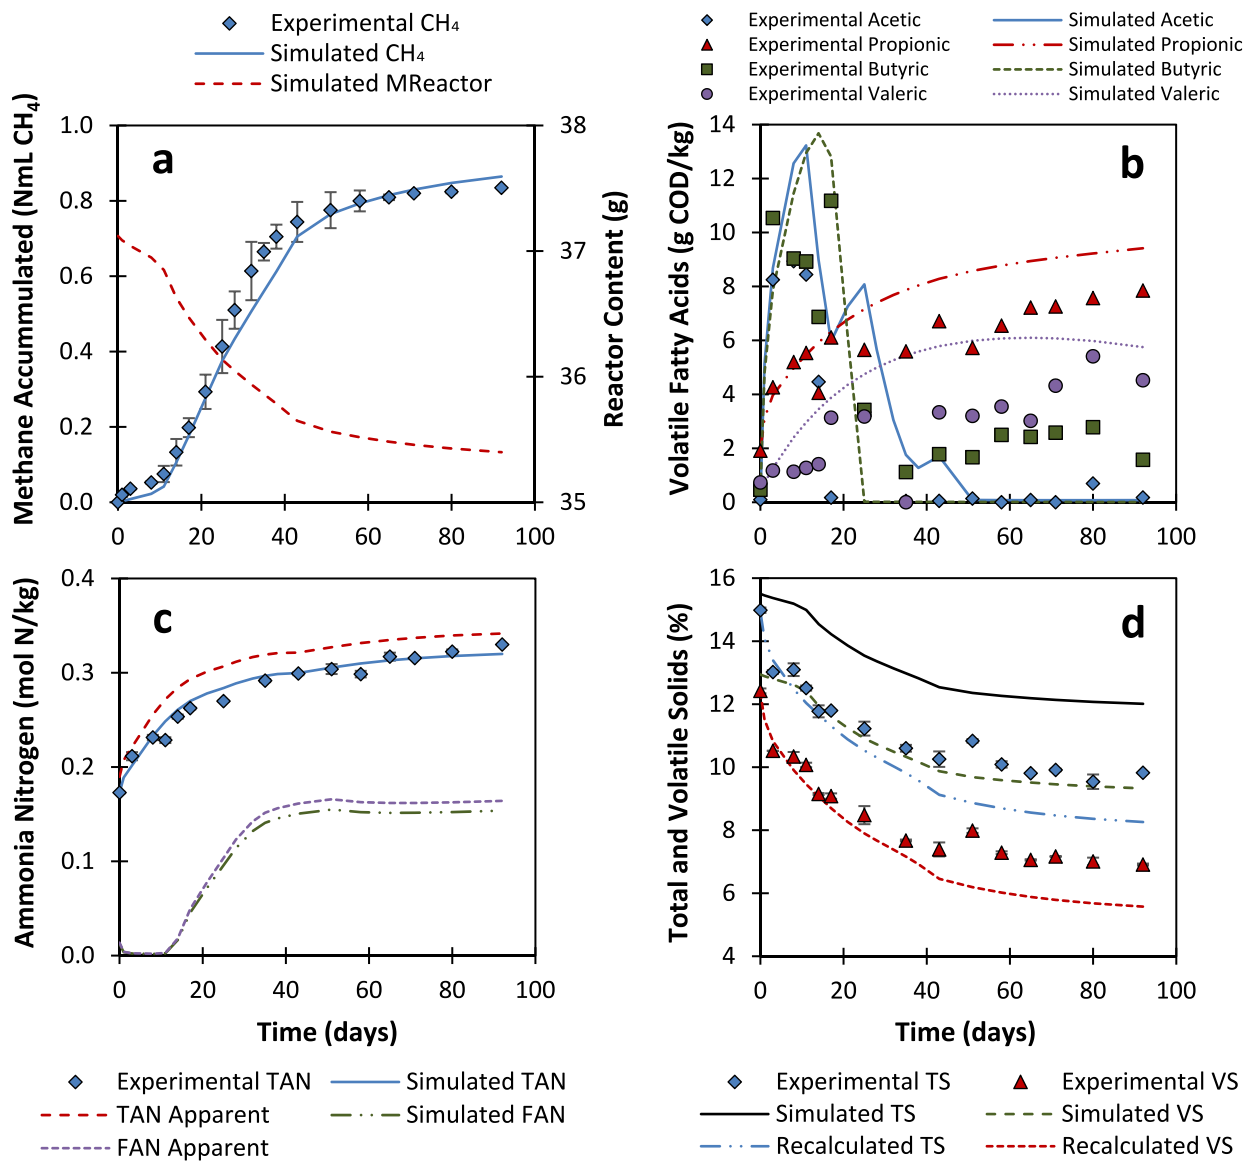 Experimental CH₄
Simulated CH₄
Simulated MReactor
Methane Accummulated (NmL CH₄)
1.0
0.8
0.6
0.4
0.2
0.0
a
38
37
36
35
Reactor Content (g)
0 20 40 60 80 100
Experimental Acetic Simulated Acetic
Experimental Propionic Simulated Propionic
Experimental Butyric Simulated Butyric
Experimental Valeric Simulated Valeric
Volatile Fatty Acids (g COD/kg)
14
12
10
8
6
4
2
0
b
0 20 40 60 80 100
Ammonia Nitrogen (mol N/kg)
0.4
0.3
0.2
0.1
0.0
c
0 20 40 60 80 100
Time (days)
Experimental TAN Simulated TAN
TAN Apparent Simulated FAN
FAN Apparent
Total and Volatile Solids (%)
16
14
12
10
8
6
4
d
0 20 40 60 80 100
Time (days)
Experimental TS Experimental VS
Simulated TS Simulated VS
Recalculated TS Recalculated VS